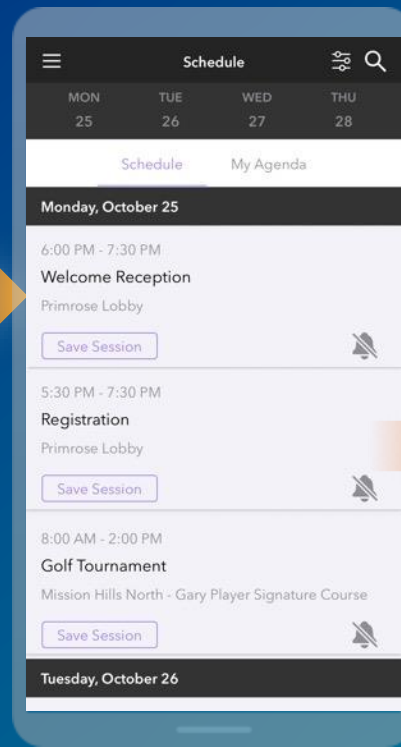 Schedule
MON TUE WED THU
25 26 27 28
Schedule My Agenda
Monday, October 25
6:00 PM - 7:30 PM
Welcome Reception
Primrose Lobby
Save Session
5:30 PM - 7:30 PM
Registration
Primrose Lobby
Save Session
8:00 AM - 2:00 PM
Golf Tournament
Mission Hills North - Gary Player Signature Course
Save Session
Tuesday, October 26